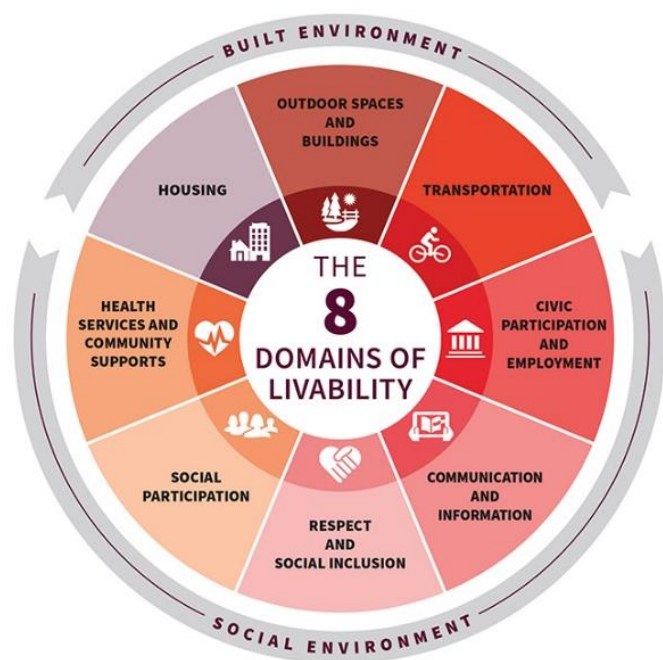 BUILT ENVIRONMENT
OUTDOOR SPACES
AND
BUILDINGS
TRANSPORTATION
CIVIC
PARTICIPATION
AND
EMPLOYMENT
COMMUNICATION
AND
INFORMATION
RESPECT
AND
SOCIAL INCLUSION
SOCIAL
PARTICIPATION
HEALTH
SERVICES AND
COMMUNITY
SUPPORTS
HOUSING
THE
8
DOMAINS OF
LIVABILITY
SOCIAL ENVIRONMENT